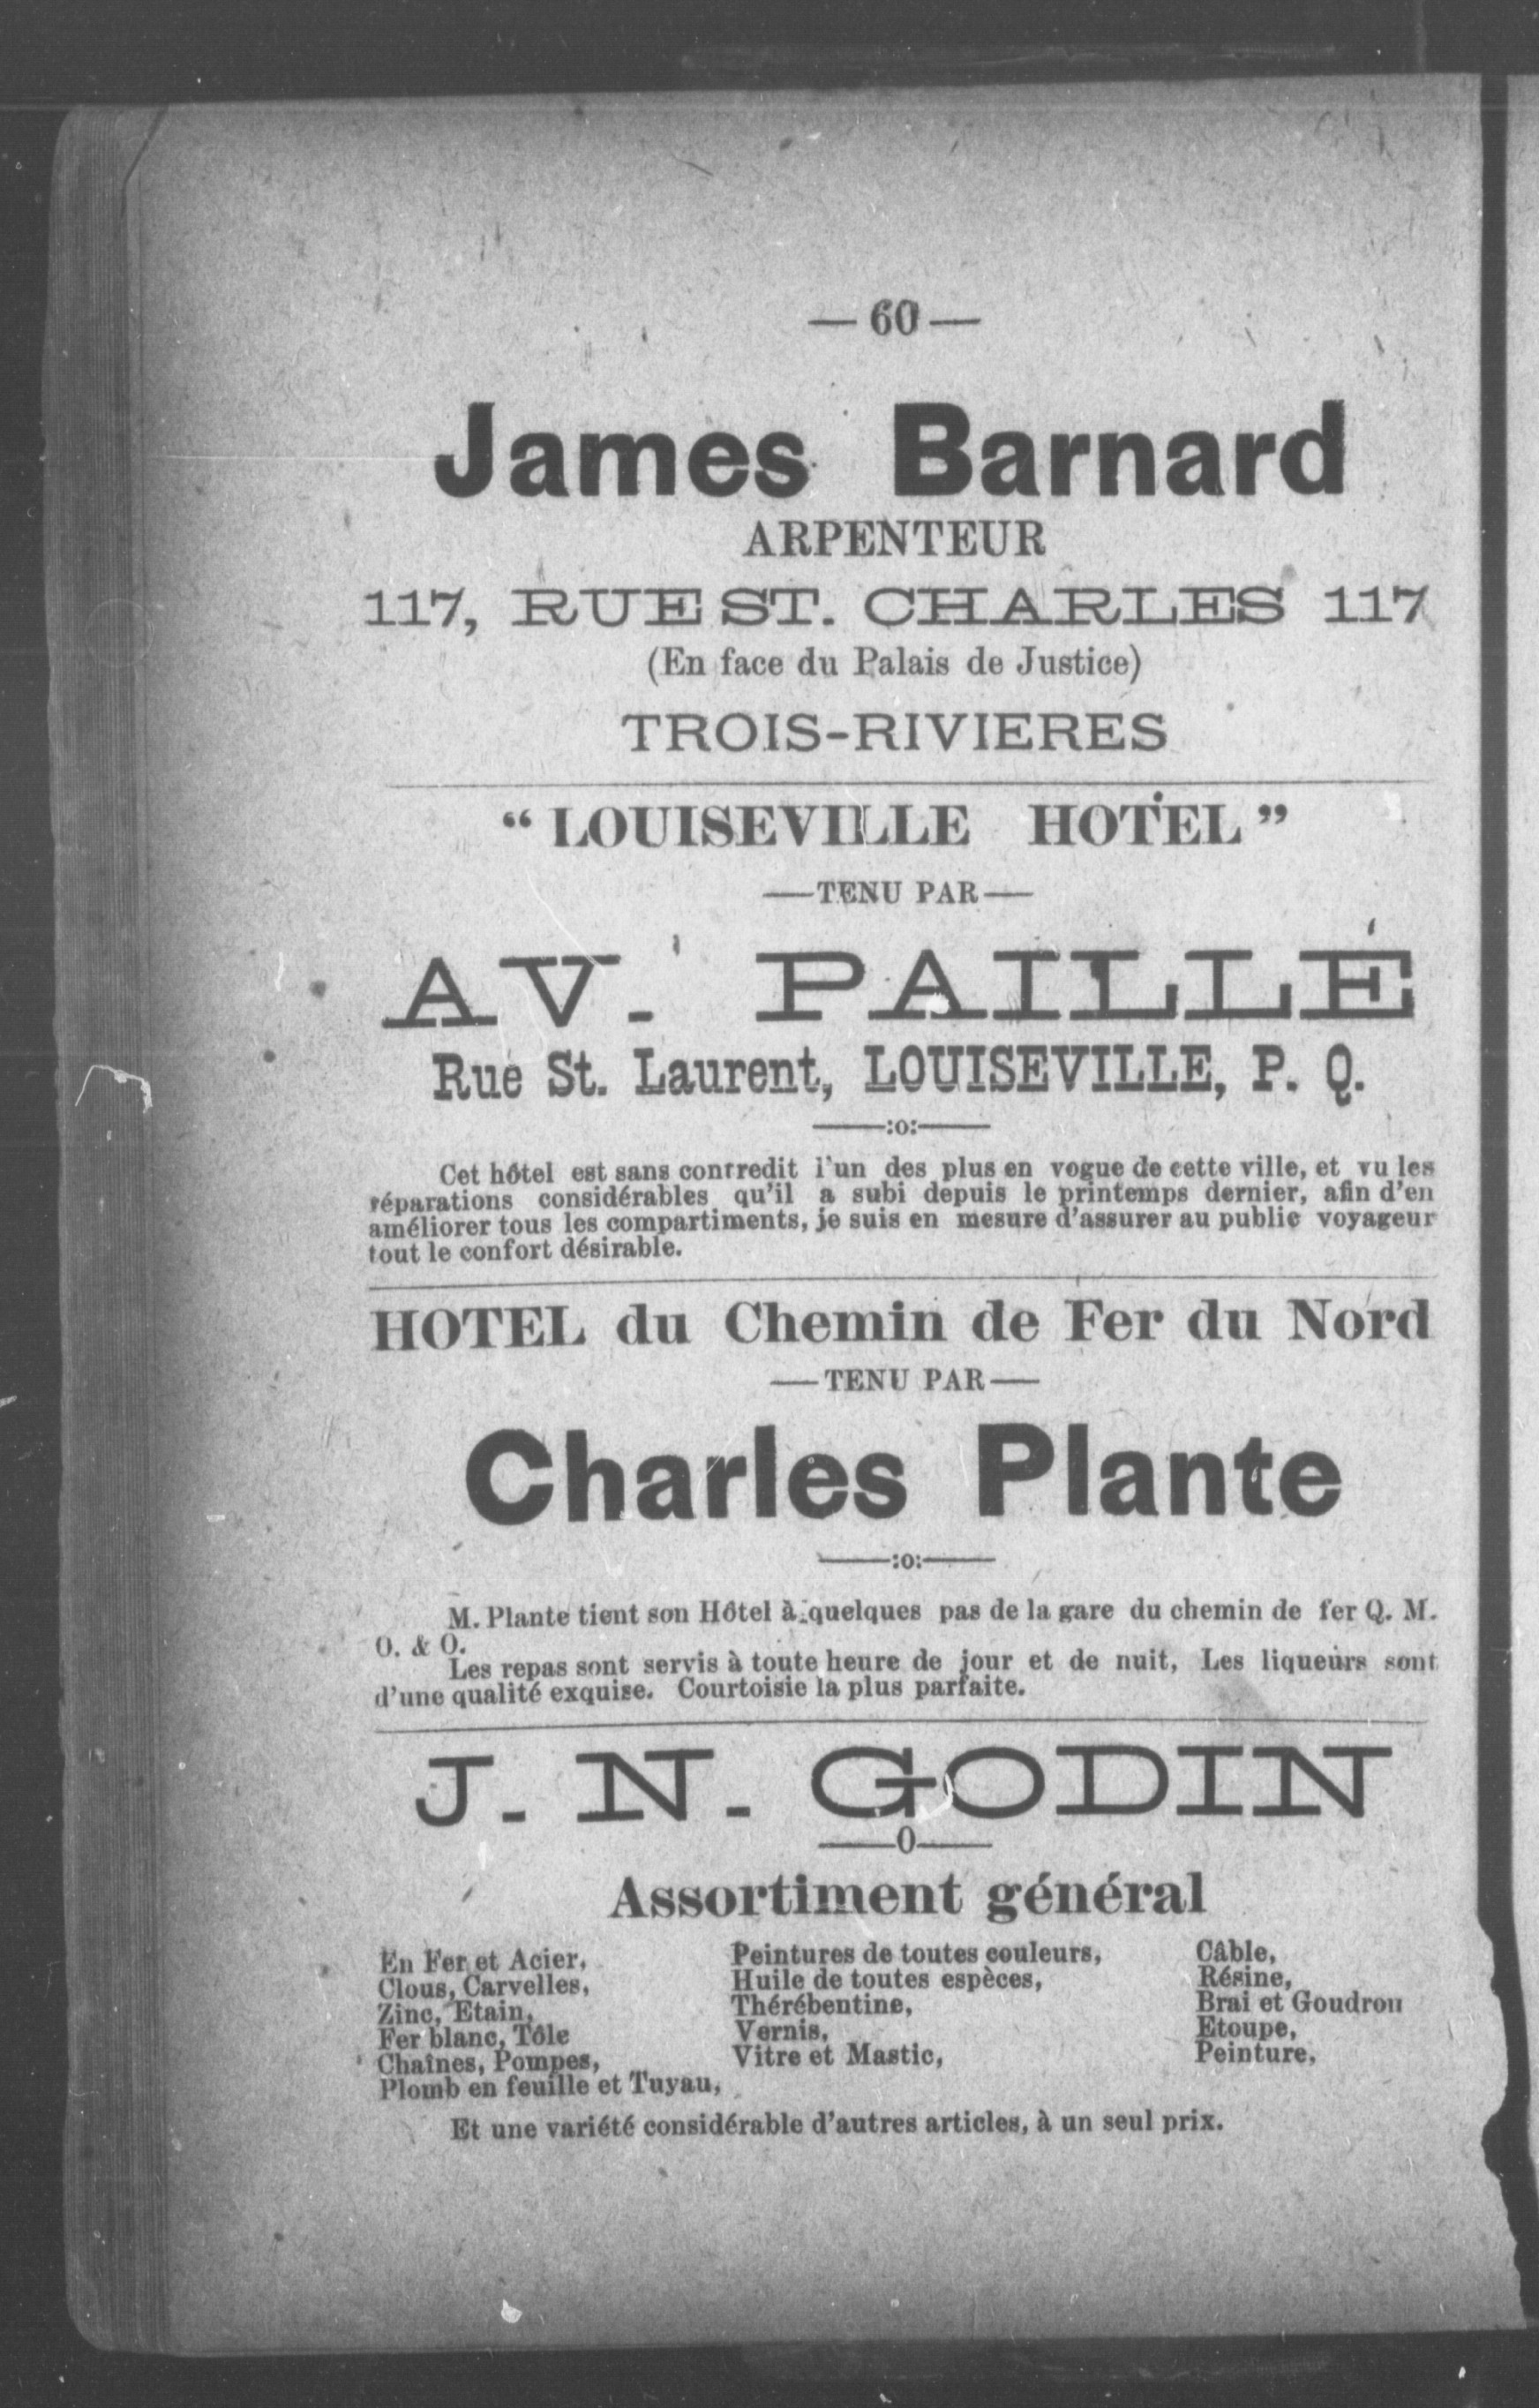 — 60 —
James Barnard
ARPENTEUR
117, RUE ST. CHARLES 117
(En face du Palais de Justice)
TROIS-RIVIERES
“ LOUISEVILLE HOTEL ”
—TENU PAR—
AV. PAILLÉ
Rue St. Laurent, LOUISEVILLE, P. Q.
——:o:——
Cet hôtel est sans contredit l'un des plus en vogue de cette ville, et vu les
réparations considérables qu'il a subi depuis le printemps dernier, afin d'en
améliorer tous les compartiments, je suis en mesure d'assurer au public voyageur
tout le confort désirable.
HOTEL du Chemin de Fer du Nord
—TENU PAR—
Charles Plante
——:o:——
M. Plante tient son Hôtel à quelques pas de la gare du chemin de fer Q. M.
O. & O.
Les repas sont servis à toute heure de jour et de nuit, Les liqueurs sont
d'une qualité exquise. Courtoisie la plus parfaite.
J. N. GODIN
——0——
Assortiment général
En Fer et Acier,
Clous, Carvelles,
Zinc, Etain,
Fer blanc, Tôle
Chaînes, Pompes,
Plomb en feuille et Tuyau,
Peintures de toutes couleurs,
Huile de toutes espèces,
Thérébentine,
Vernis,
Vitre et Mastic,
Câble,
Résine,
Brai et Goudron
Etoupe,
Peinture,
Et une variété considérable d'autres articles, à un seul prix.